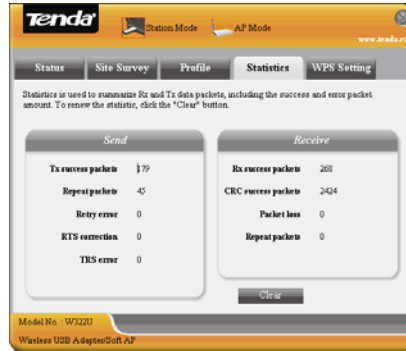 Tenda
Station Mode AP Mode
Status Site Survey Profile Statistics WPS Setting
Statistics is used to summarize Rx and Tx data packets, including the success and error packet
amount. To renew the statistic, click the "Clear" button.
Send
Tx success packets 179
Repeat packets 45
Retry error 0
RTS correction 0
TRS error 0
Receive
Rx success packets 268
CRC success packets 2424
Packet loss 0
Repeat packets 0
Clear
Model No. : W322U
Wireless USB Adapter/Soft AP